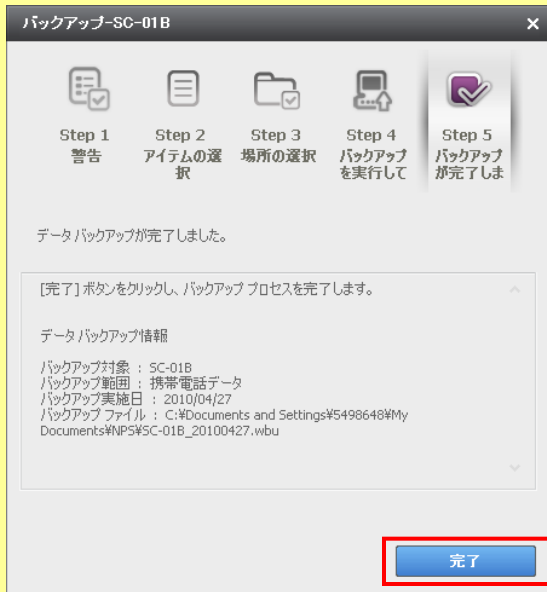 バックアップ-SC-01B
×
Step 1
警告
Step 2
アイテムの選
択
Step 3
場所の選択
Step 4
バックアップ
を実行して
Step 5
バックアップ
が完了しま
データ バックアップが完了しました。
[完了] ボタンをクリックし、バックアップ プロセスを完了します。
データ バックアップ情報
バックアップ対象 : SC-01B
バックアップ範囲 : 携帯電話データ
バックアップ実施日 : 2010/04/27
バックアップ ファイル : C:¥Documents and Settings¥5498648¥My
Documents¥NPS¥SC-01B_20100427.wbu
完了